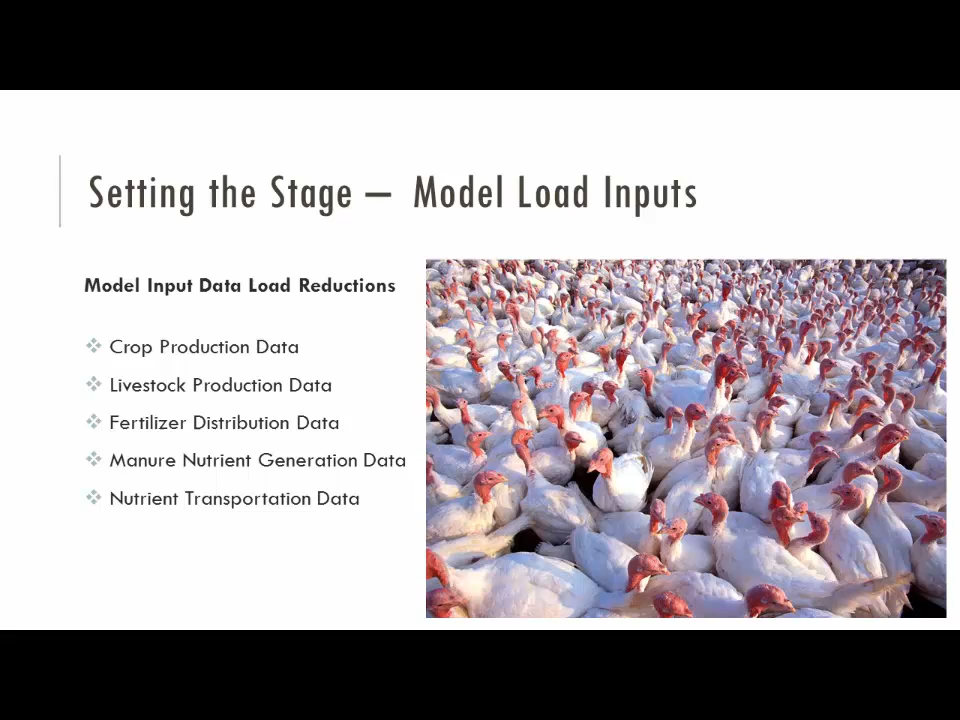 Setting the Stage – Model Load Inputs
Model Input Data Load Reductions
❖ Crop Production Data
❖ Livestock Production Data
❖ Fertilizer Distribution Data
❖ Manure Nutrient Generation Data
❖ Nutrient Transportation Data